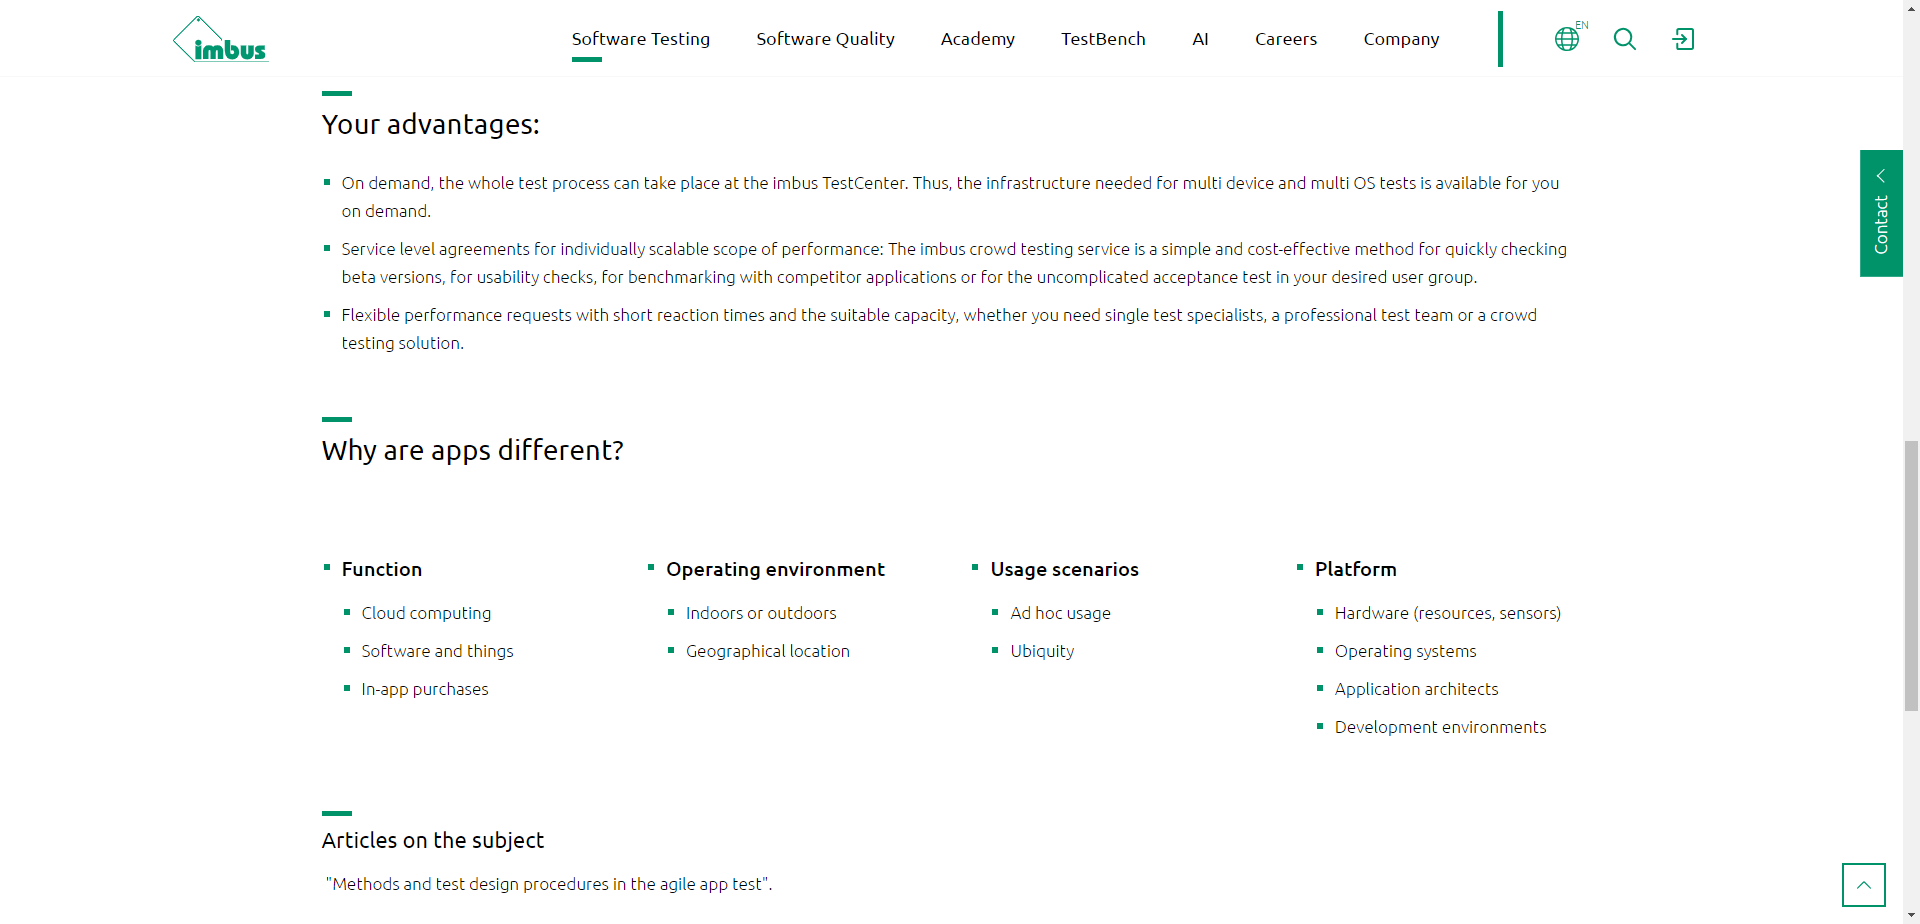 imbus
Software Testing
Software Quality
Academy
TestBench
AI
Careers
Company
EN
Contact
Your advantages:
On demand, the whole test process can take place at the imbus TestCenter. Thus, the infrastructure needed for multi device and multi OS tests is available for you
on demand.
Service level agreements for individually scalable scope of performance: The imbus crowd testing service is a simple and cost-effective method for quickly checking
beta versions, for usability checks, for benchmarking with competitor applications or for the uncomplicated acceptance test in your desired user group.
Flexible performance requests with short reaction times and the suitable capacity, whether you need single test specialists, a professional test team or a crowd
testing solution.
Why are apps different?
Function
Cloud computing
Software and things
In-app purchases
Operating environment
Indoors or outdoors
Geographical location
Usage scenarios
Ad hoc usage
Ubiquity
Platform
Hardware (resources, sensors)
Operating systems
Application architects
Development environments
Articles on the subject
"Methods and test design procedures in the agile app test".